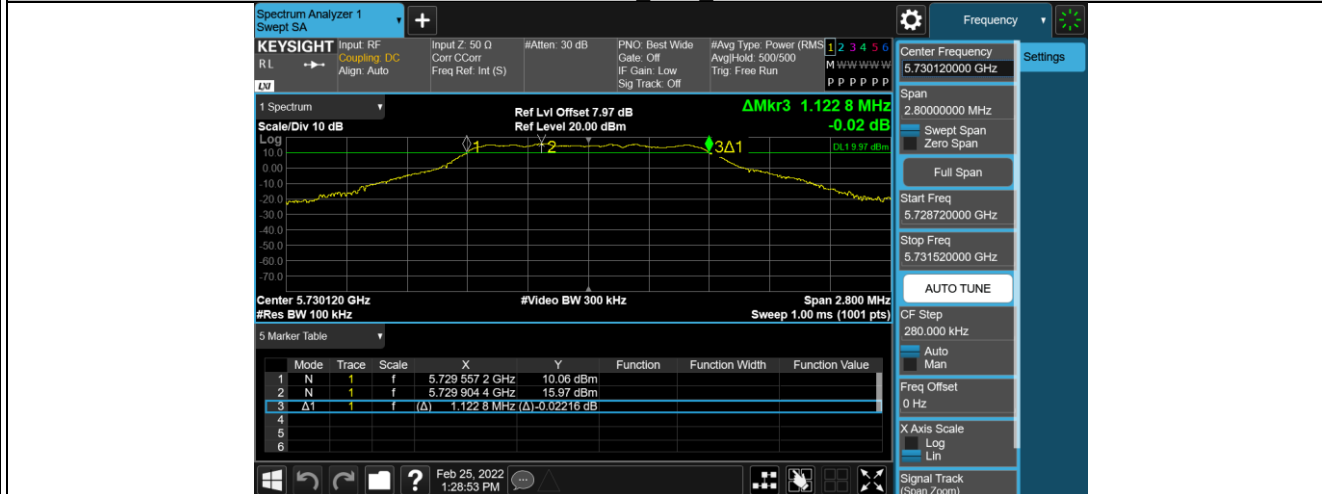 Spectrum Analyzer 1
Swept SA
Frequency
KEYSIGHT
RL
LXI
Input: RF
Coupling: DC
Align: Auto
Input Z: 50 Ω
Corr CCorr
Freq Ref: Int (S)
#Atten: 30 dB
PNO: Best Wide
Gate: Off
IF Gain: Low
Sig Track: Off
#Avg Type: Power (RMS
Avg|Hold: 500/500
Trig: Free Run
1 2 3 4 5 6
M W W W W W
P P P P P P
1 Spectrum
Scale/Div 10 dB
Ref Lvl Offset 7.97 dB
Ref Level 20.00 dBm
ΔMkr3 1.122 8 MHz
-0.02 dB
Log
10.0
0.00
-10.0
-20.0
-30.0
-40.0
-50.0
-60.0
-70.0
1
2
3Δ1
DL1 9.97 dBm
Center 5.730120 GHz
#Video BW 300 kHz
Span 2.800 MHz
#Res BW 100 kHz
Sweep 1.00 ms (1001 pts)
5 Marker Table
Mode Trace Scale X Y Function Function Width Function Value
1 N 1 f 5.729 557 2 GHz 10.06 dBm
2 N 1 f 5.729 904 4 GHz 15.97 dBm
3 Δ1 1 f (Δ) 1.122 8 MHz (Δ) -0.02216 dB
4
5
6
?
Feb 25, 2022
1:28:53 PM
Center Frequency
5.730120000 GHz
Span
2.80000000 MHz
Swept Span
Zero Span
Full Span
Start Freq
5.728720000 GHz
Stop Freq
5.731520000 GHz
AUTO TUNE
CF Step
280.000 kHz
Auto
Man
Freq Offset
0 Hz
X Axis Scale
Log
Lin
Signal Track
(Span Zoom)
Settings